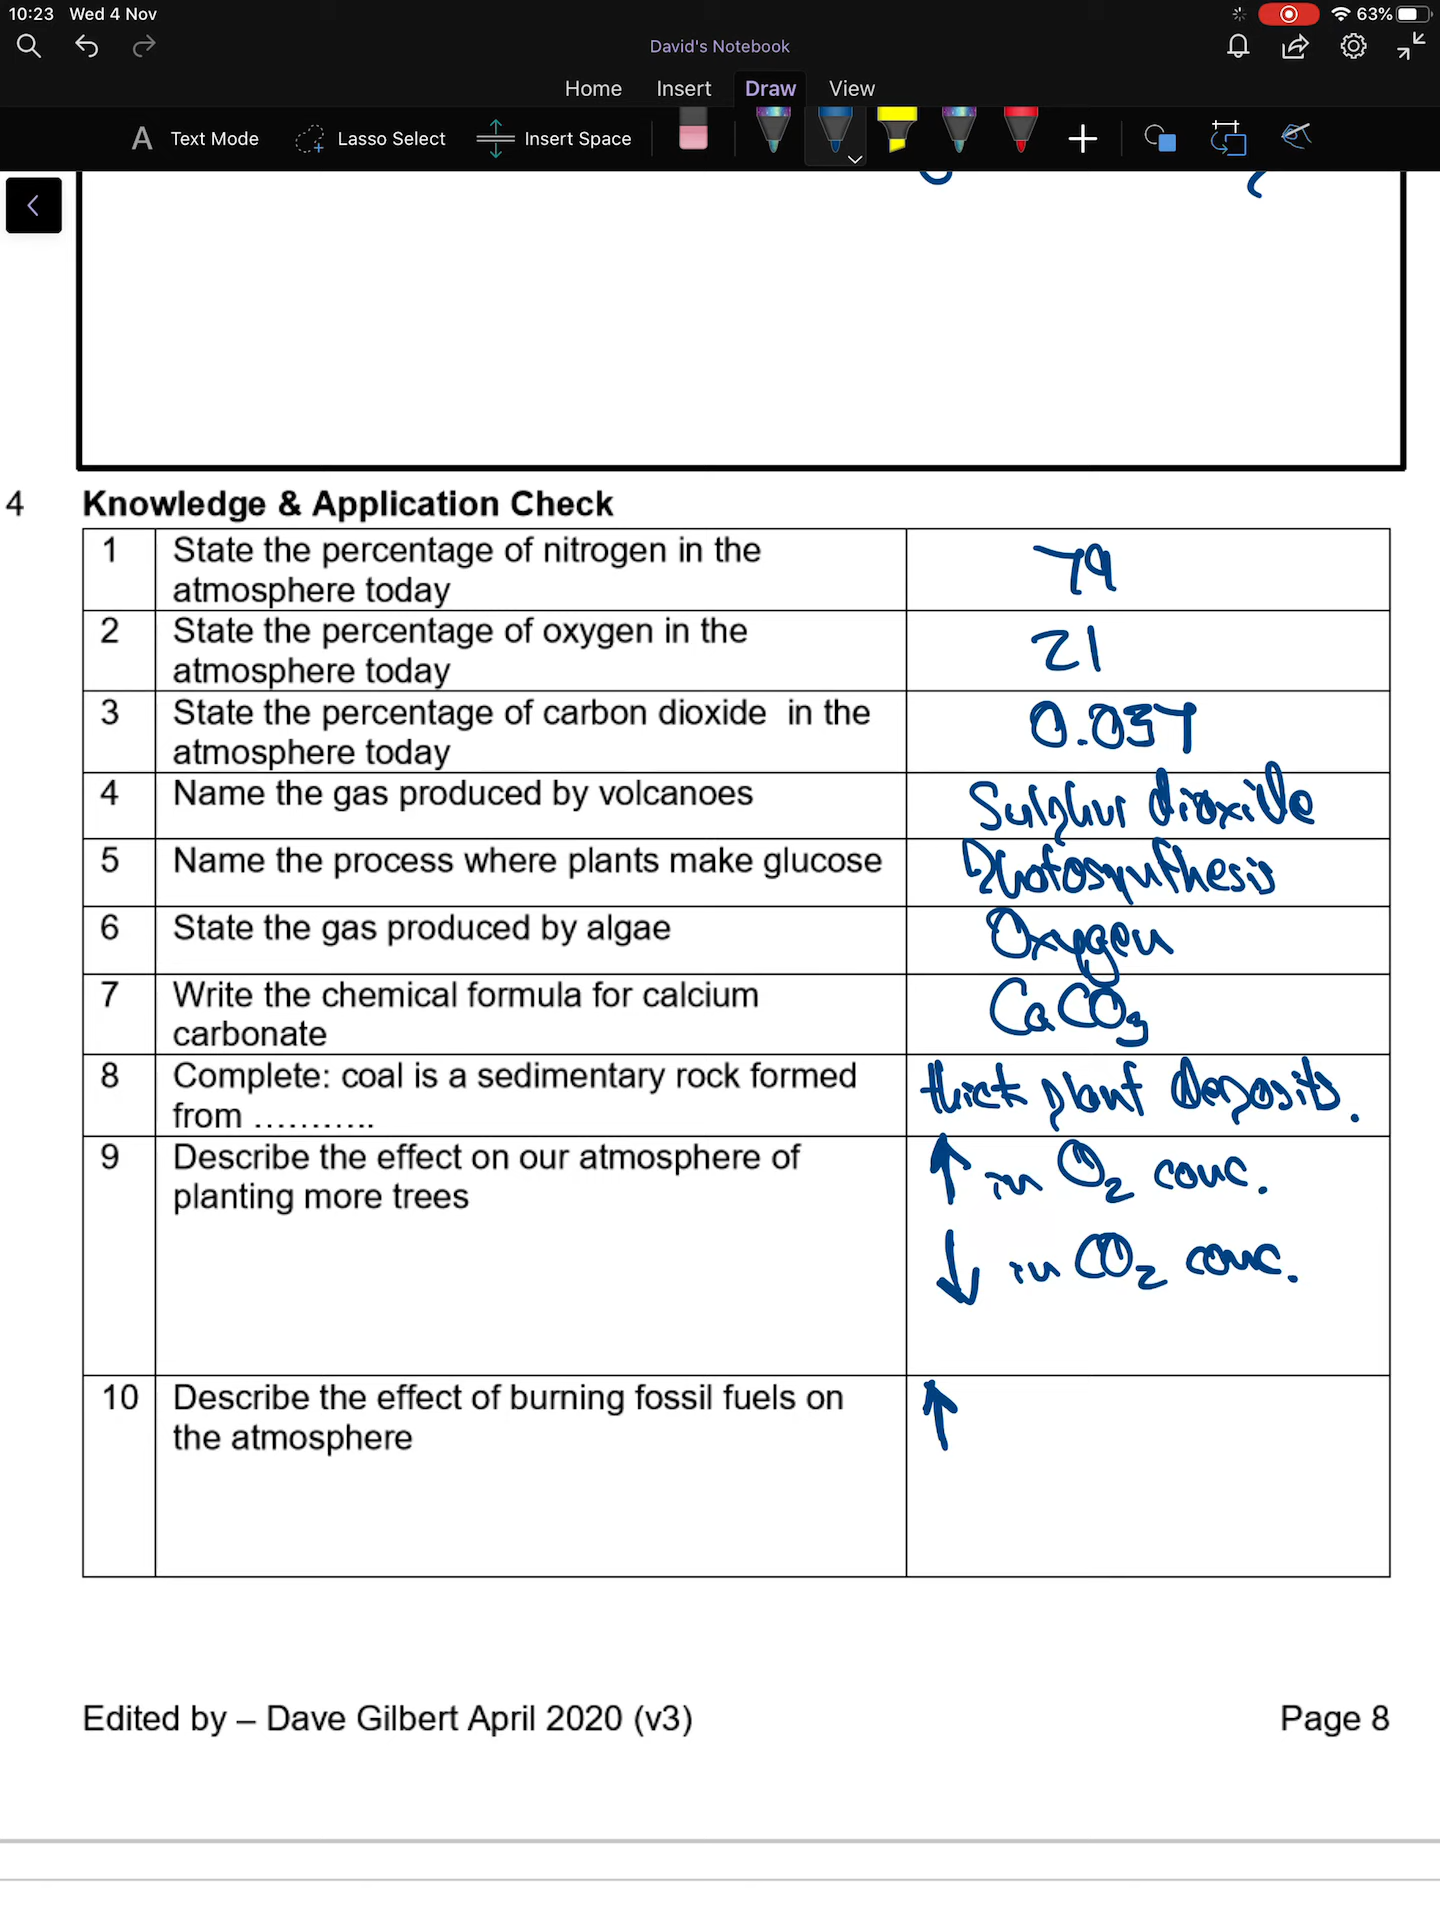 10:23 Wed 4 Nov
63%
David's Notebook
Home Insert Draw View
A Text Mode Lasso Select Insert Space
4 Knowledge & Application Check
1 State the percentage of nitrogen in the
atmosphere today
79
2 State the percentage of oxygen in the
atmosphere today
21
3 State the percentage of carbon dioxide in the
atmosphere today
0.037
4 Name the gas produced by volcanoes
Sulphur dioxide
5 Name the process where plants make glucose
Photosynthesis
6 State the gas produced by algae
Oxygen
7 Write the chemical formula for calcium
carbonate
CaCO₃
8 Complete: coal is a sedimentary rock formed
from ...........
thick plant deposits.
9 Describe the effect on our atmosphere of
planting more trees
↑ in O₂ conc.
↓ in CO₂ conc.
10 Describe the effect of burning fossil fuels on
the atmosphere
↑
Edited by – Dave Gilbert April 2020 (v3) Page 8